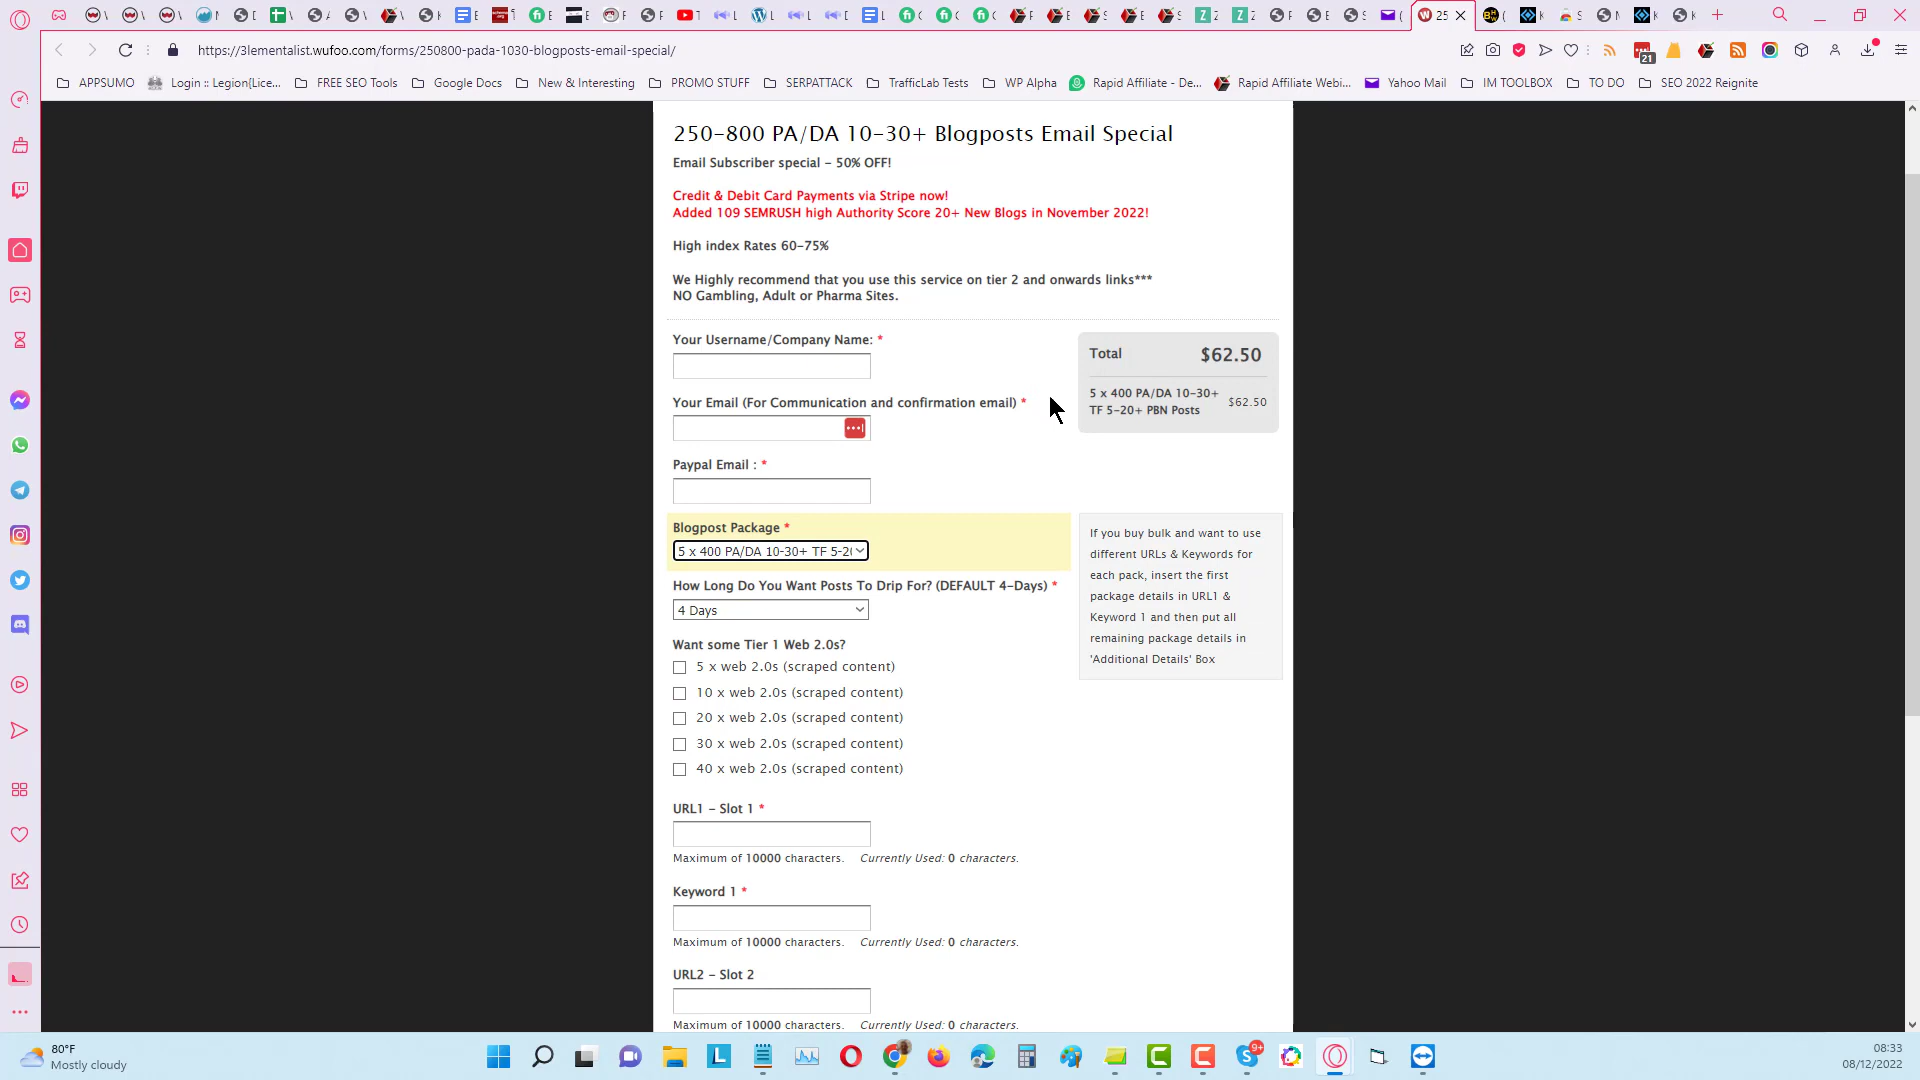 https://3lementalist.wufoo.com/forms/250800-pada-1030-blogposts-email-special/
APPSUMO
Login :: Legion{Lice...
FREE SEO Tools
Google Docs
New & Interesting
PROMO STUFF
SERPATTACK
TrafficLab Tests
WP Alpha
Rapid Affiliate - De...
Rapid Affiliate Webi...
Yahoo Mail
IM TOOLBOX
TO DO
SEO 2022 Reignite
250-800 PA/DA 10-30+ Blogposts Email Special
Email Subscriber special - 50% OFF!
Credit & Debit Card Payments via Stripe now!
Added 109 SEMRUSH high Authority Score 20+ New Blogs in November 2022!
High index Rates 60-75%
We Highly recommend that you use this service on tier 2 and onwards links***
NO Gambling, Adult or Pharma Sites.
Your Username/Company Name: *
Total $62.50
5 x 400 PA/DA 10-30+ $62.50
TF 5-20+ PBN Posts
Your Email (For Communication and confirmation email) *
Paypal Email : *
Blogpost Package *
5 x 400 PA/DA 10-30+ TF 5-20
If you buy bulk and want to use
different URLs & Keywords for
each pack, insert the first
package details in URL1 &
Keyword 1 and then put all
remaining package details in
'Additional Details' Box
How Long Do You Want Posts To Drip For? (DEFAULT 4-Days) *
4 Days
Want some Tier 1 Web 2.0s?
5 x web 2.0s (scraped content)
10 x web 2.0s (scraped content)
20 x web 2.0s (scraped content)
30 x web 2.0s (scraped content)
40 x web 2.0s (scraped content)
URL1 - Slot 1 *
Maximum of 10000 characters. Currently Used: 0 characters.
Keyword 1 *
Maximum of 10000 characters. Currently Used: 0 characters.
URL2 - Slot 2
Maximum of 10000 characters. Currently Used: 0 characters.
80°F
Mostly cloudy
08:33
08/12/2022